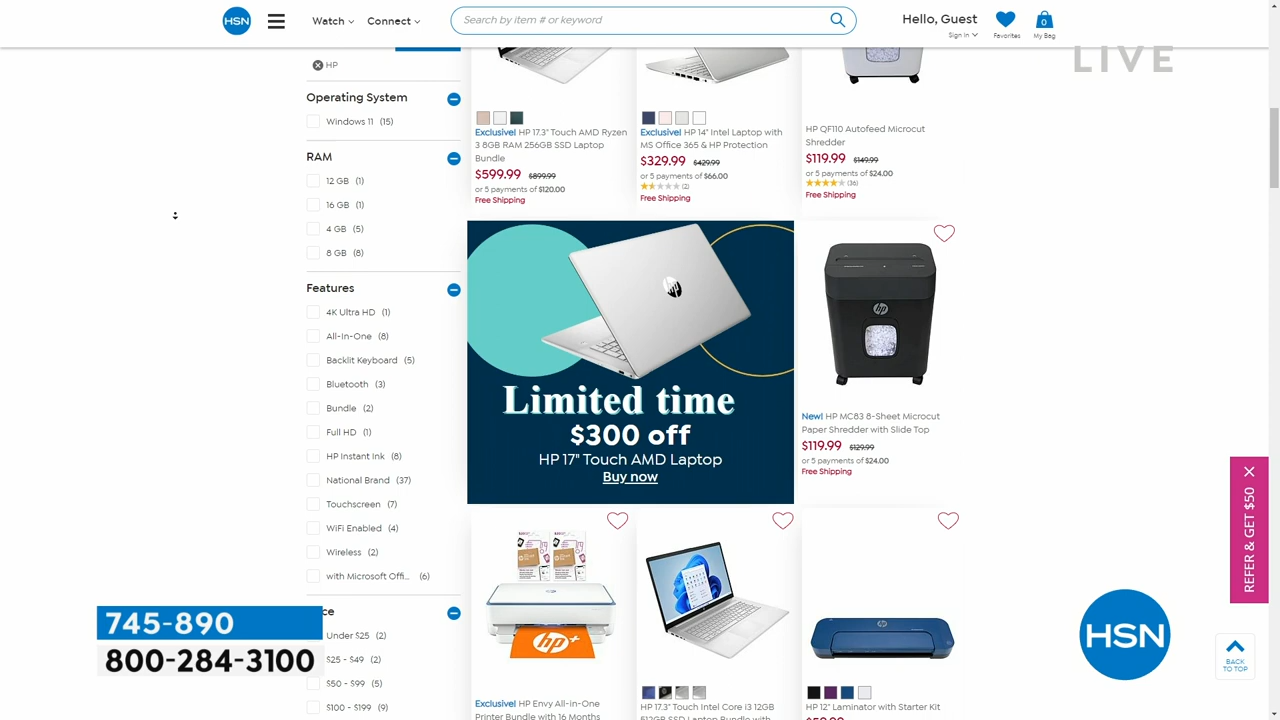 HSN
Watch
Connect
Search by item # or keyword
Hello, Guest
Sign In
Favorites
0
My Bag
LIVE
HP
Operating System
Windows 11 (15)
RAM
12 GB (1)
16 GB (1)
4 GB (5)
8 GB (8)
Features
4K Ultra HD (1)
All-In-One (8)
Backlit Keyboard (5)
Bluetooth (3)
Bundle (2)
Full HD (1)
HP Instant Ink (8)
National Brand (37)
Touchscreen (7)
WiFi Enabled (4)
Wireless (2)
with Microsoft Offi... (6)
ce
Under $25 (2)
$25 - $49 (2)
$50 - $99 (5)
$100 - $199 (9)
Exclusive! HP 17.3" Touch AMD Ryzen
3 8GB RAM 256GB SSD Laptop
Bundle
$599.99 $899.99
or 5 payments of $120.00
Free Shipping
Exclusive! HP 14" Intel Laptop with
MS Office 365 & HP Protection
$329.99 $429.99
or 5 payments of $66.00
(2)
Free Shipping
HP QF110 Autofeed Microcut
Shredder
$119.99 $149.99
or 5 payments of $24.00
(36)
Free Shipping
hp
Limited time
$300 off
HP 17" Touch AMD Laptop
Buy now
hp
New! HP MC83 8-Sheet Microcut
Paper Shredder with Slide Top
$119.99 $129.99
or 5 payments of $24.00
Free Shipping
hp+
Exclusive! HP Envy All-in-One
Printer Bundle with 16 Months
HP 17.3" Touch Intel Core i3 12GB
512GB SSD Laptop Bundle with
hp
HP 12" Laminator with Starter Kit
REFER & GET $50
BACK
TO TOP
745-890
800-284-3100
HSN